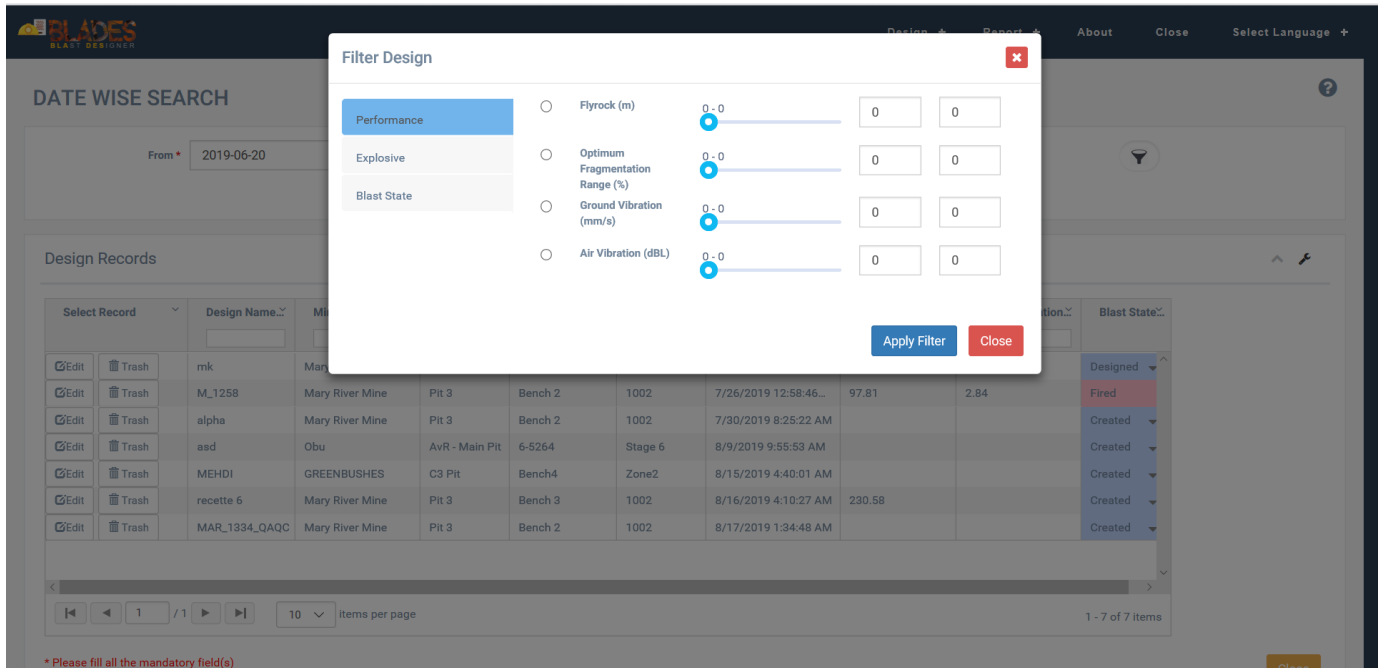 BLADES
BLAST DESIGNER
Design + Report + About Close Select Language +
Filter Design
DATE WISE SEARCH
From * 2019-06-20
Performance
Explosive
Blast State
Flyrock (m) 0 - 0 0 0
Optimum
Fragmentation
Range (%)
0 - 0 0 0
Ground Vibration
(mm/s)
0 - 0 0 0
Air Vibration (dBL) 0 - 0 0 0
Apply Filter Close
Design Records
Select Record Design Name... Blast State...
Edit Trash mk Designed
Edit Trash M_1258 Mary River Mine Pit 3 Bench 2 1002 7/26/2019 12:58:46... 97.81 2.84 Fired
Edit Trash alpha Mary River Mine Pit 3 Bench 2 1002 7/30/2019 8:25:22 AM Created
Edit Trash asd Obu AvR - Main Pit 6-5264 Stage 6 8/9/2019 9:55:53 AM Created
Edit Trash MEHDI GREENBUSHES C3 Pit Bench4 Zone2 8/15/2019 4:40:01 AM Created
Edit Trash recette 6 Mary River Mine Pit 3 Bench 3 1002 8/16/2019 4:10:27 AM 230.58 Created
Edit Trash MAR_1334_QAQC Mary River Mine Pit 3 Bench 2 1002 8/17/2019 1:34:48 AM Created
1 / 1 10 items per page 1 - 7 of 7 items
* Please fill all the mandatory field(s)
Close